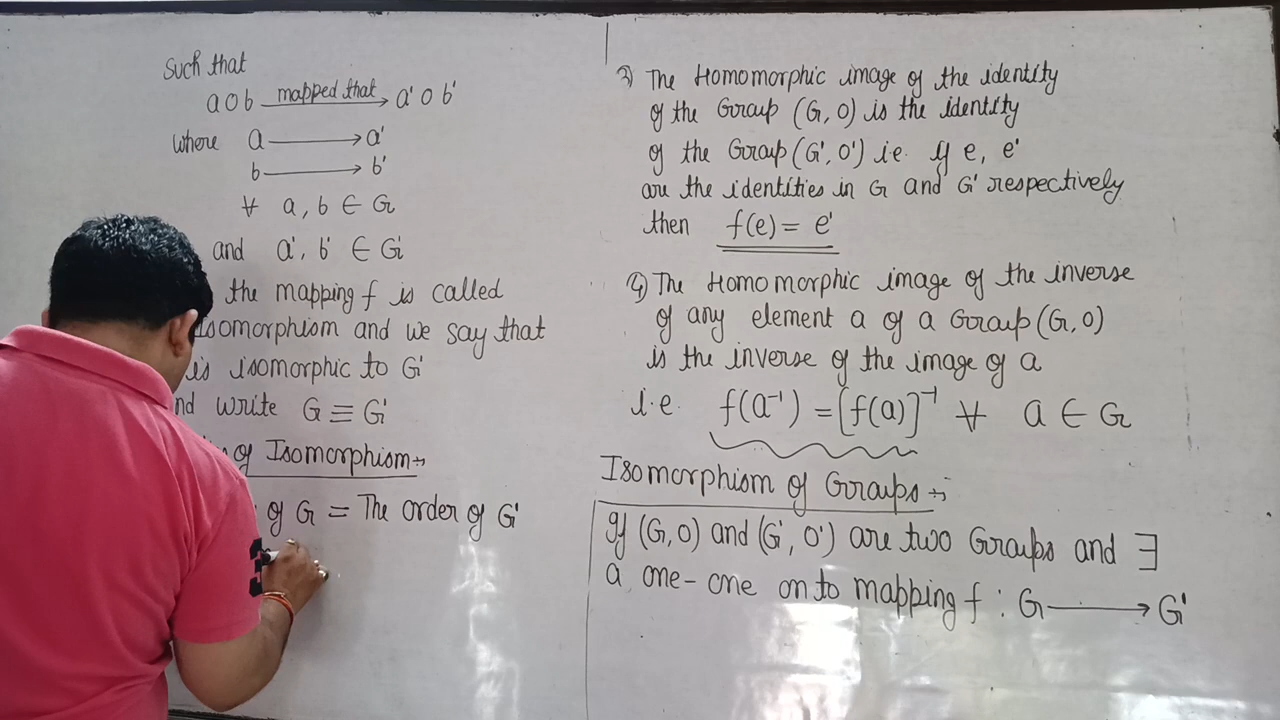 Such that
a o b mapped that → a' o b'
where a → a'
b → b'
∀ a, b ∈ G
and a', b' ∈ G'
the mapping f is called
isomorphism and we say that
is isomorphic to G'
nd write G ≡ G'
of Isomorphism →
of G = The order of G'
3) The Homomorphic image of the identity
of the Group (G, o) is the identity
of the Group (G', o') i.e. If e, e'
are the identities in G and G' respectively
then f(e) = e'
4) The Homomorphic image of the inverse
of any element a of a Group (G, o)
is the inverse of the image of a
i.e. f(a⁻¹) = [f(a)]⁻¹ ∀ a ∈ G
Isomorphism of Groups →
If (G, o) and (G', o') are two Groups and ∃
a one-one on to mapping f : G → G'